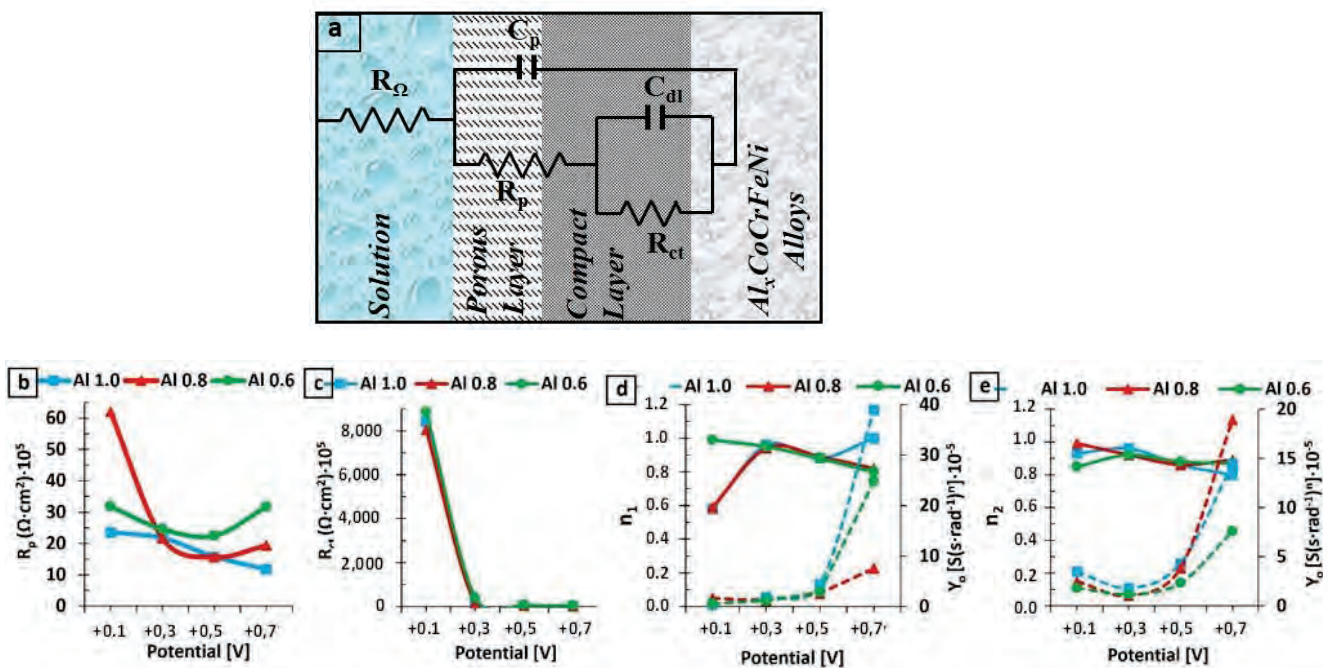 a
C_p
R_Ω
C_dl
R_p
R_ct
Solution
Porous
Layer
Compact
Layer
Al_xCoCrFeNi
Alloys
b
Al 1.0 Al 0.8 Al 0.6
R_p (Ω·cm²)·10⁵
60
50
40
30
20
10
0
+0.1 +0,3 +0,5 +0,7
Potential [V]
c
Al 1.0 Al 0.8 Al 0.6
(Ω·cm²)·10⁵
8,000
6,000
4,000
2,000
0
+0.1 +0,3 +0,5 +0,7
Potential [V]
d
Al 1.0 Al 0.8 Al 0.6
n₁
1.2
1.0
0.8
0.6
0.4
0.2
0.0
40
30
20
10
0
Y_o [S(s·rad⁻¹)ⁿ]·10⁻⁵
+0.1 +0,3 +0,5 +0,7
Potential [V]
e
Al 1.0 Al 0.8 Al 0.6
n₂
1.2
1.0
0.8
0.6
0.4
0.2
0.0
20
15
10
5
0
Y_o [S(s·rad⁻¹)ⁿ]·10⁻⁵
+0.1 +0,3 +0,5 +0,7
Potential [V]